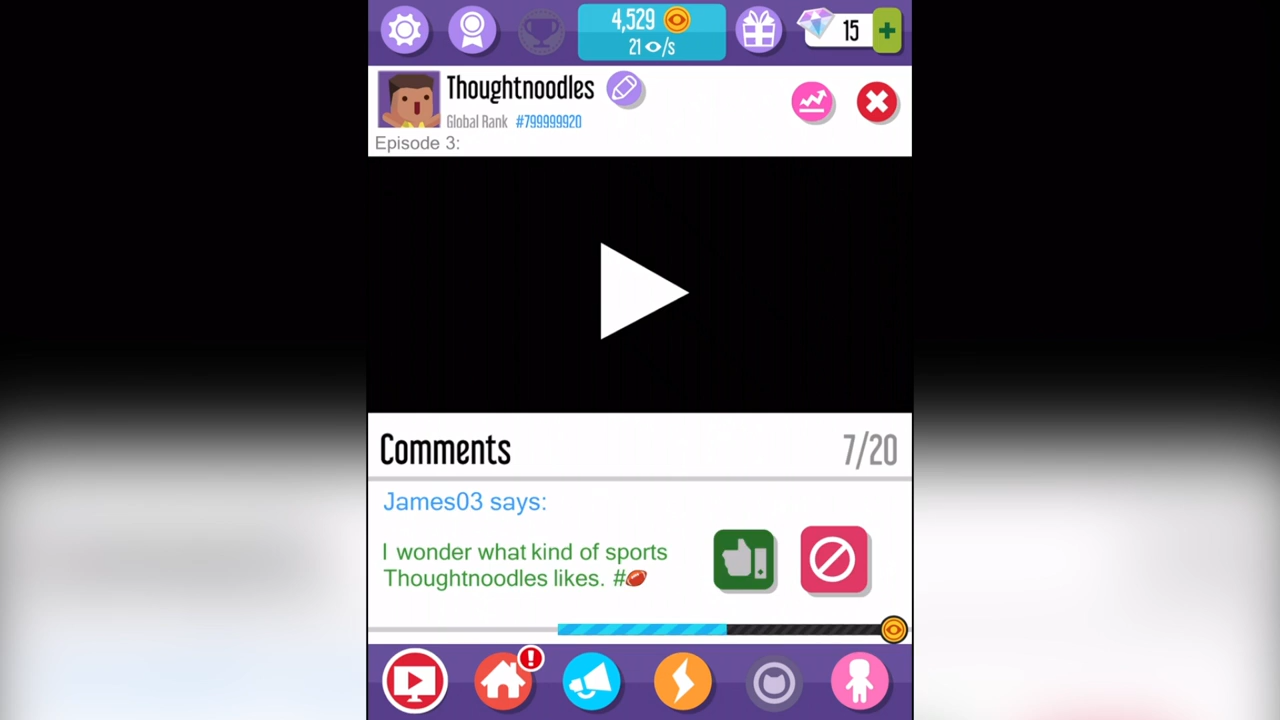 4,529
21 /s
15
Thoughtnoodles
Global Rank #799999920
Episode 3:
Comments 7/20
James03 says:
I wonder what kind of sports
Thoughtnoodles likes. #🏈